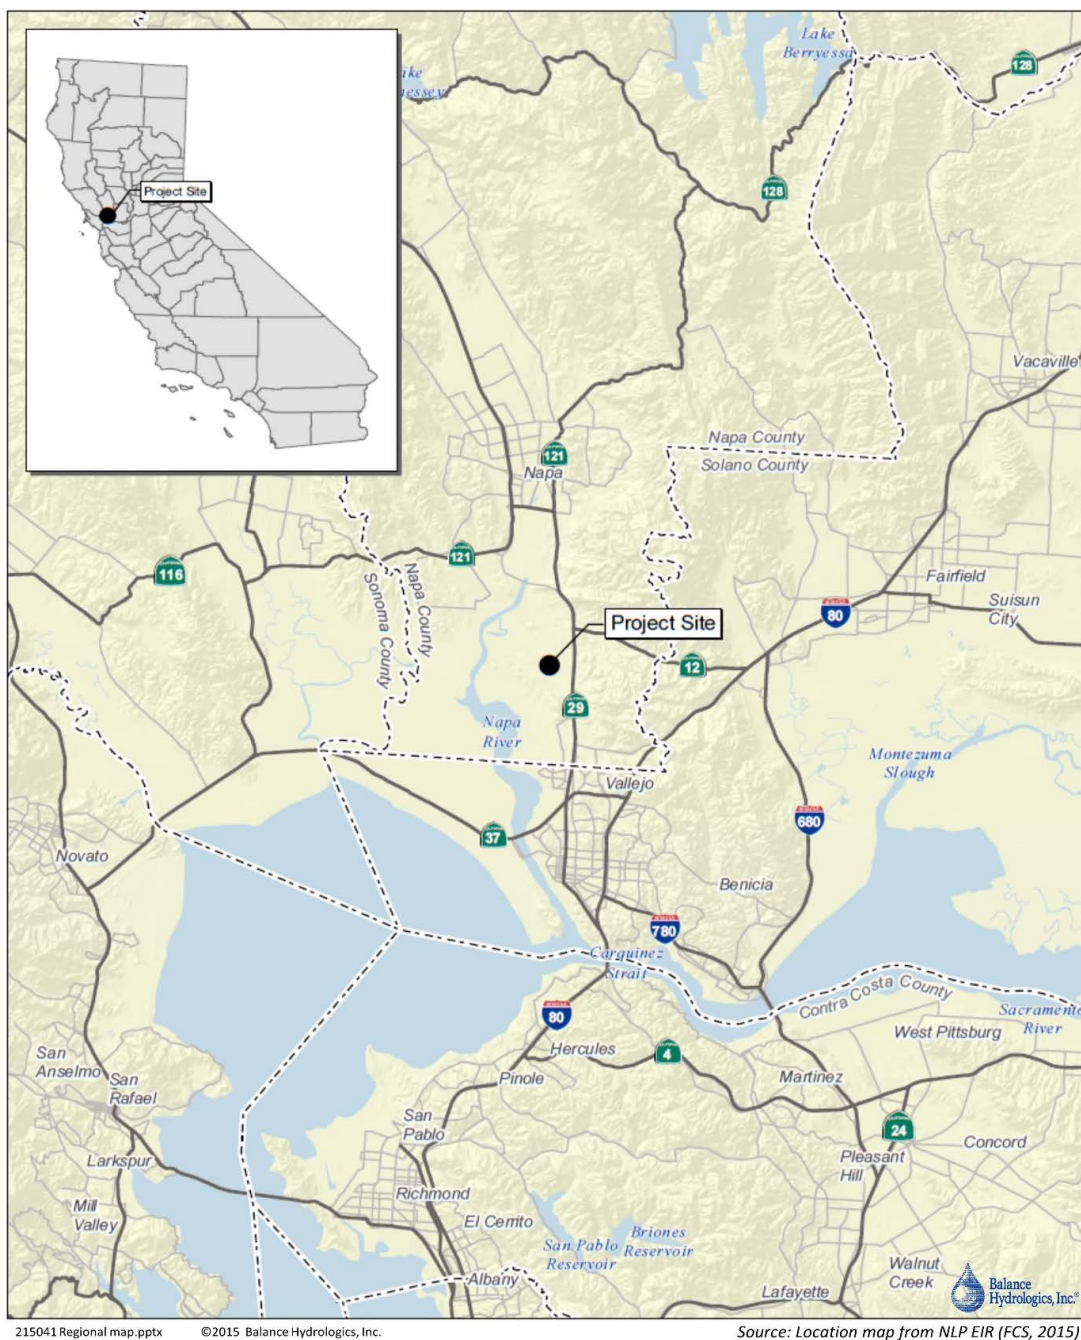 Lake
Berryessa
128
128
Project Site
Vacaville
Napa County
Solano County
121
Napa
121
116
Napa County
Sonoma County
Fairfield
Suisun
City
80
Project Site
12
29
Napa
River
Montezuma
Slough
Vallejo
680
37
Novato
Benicia
780
Carquinez
Strait
Contra Costa County
Sacramento
River
80
West Pittsburg
Hercules
4
San
Anselmo
Pinole
Martinez
San
Rafael
San
Pablo
24
Concord
Pleasant
Hill
Larkspur
Richmond
Mill
Valley
El Cerrito
Briones
Reservoir
San Pablo
Reservoir
Walnut
Creek
Albany
Lafayette
Balance
Hydrologics, Inc.®
215041 Regional map.pptx
©2015 Balance Hydrologics, Inc.
Source: Location map from NLP EIR (FCS, 2015)